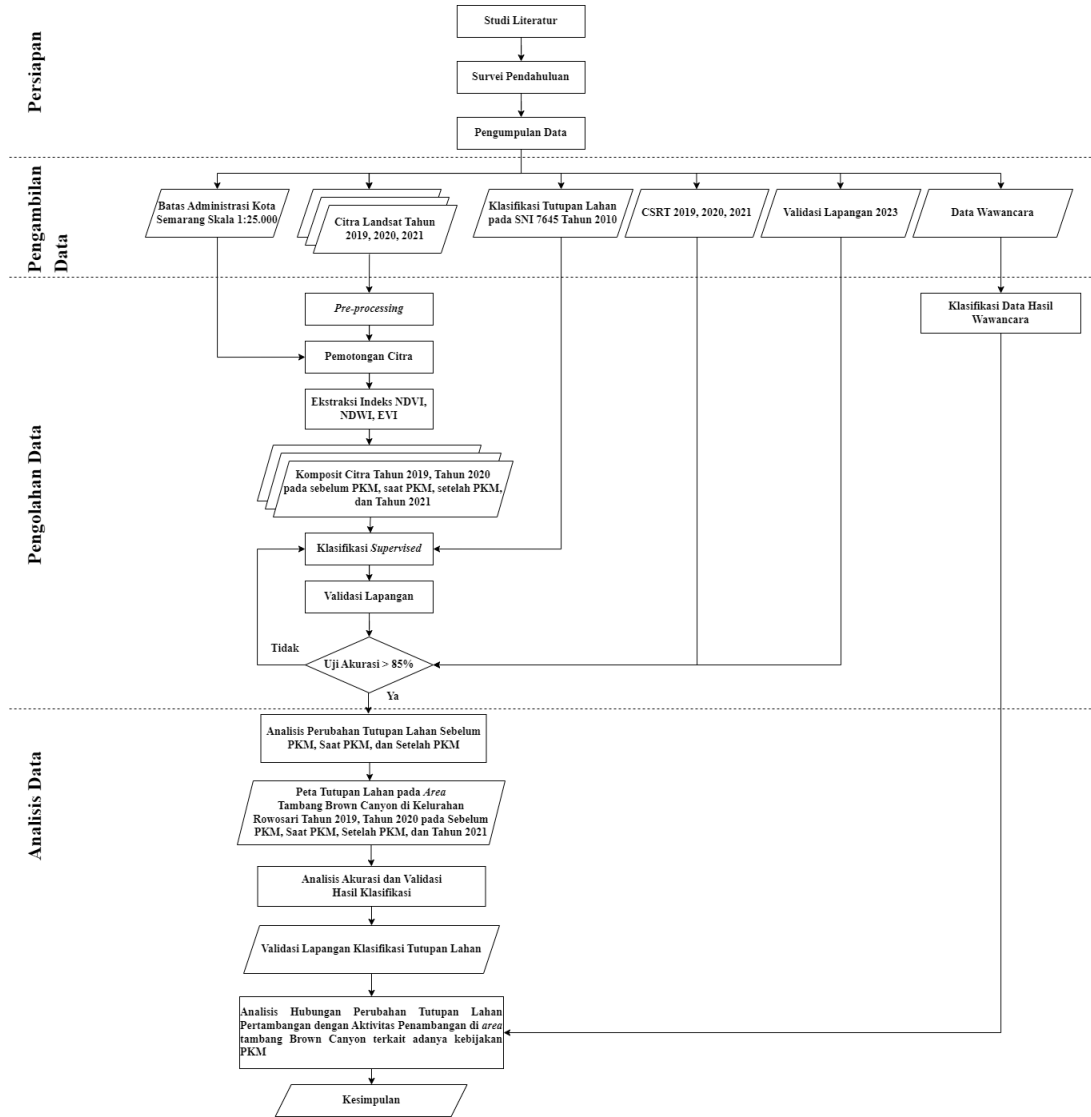 Persiapan
Studi Literatur
Survei Pendahuluan
Pengumpulan Data
Pengambilan
Data
Batas Administrasi Kota
Semarang Skala 1:25.000
Citra Landsat Tahun
2019, 2020, 2021
Klasifikasi Tutupan Lahan
pada SNI 7645 Tahun 2010
CSRT 2019, 2020, 2021
Validasi Lapangan 2023
Data Wawancara
Pengolahan Data
Pre-processing
Klasifikasi Data Hasil
Wawancara
Pemotongan Citra
Ekstraksi Indeks NDVI,
NDWI, EVI
Komposit Citra Tahun 2019, Tahun 2020
pada sebelum PKM, saat PKM, setelah PKM,
dan Tahun 2021
Klasifikasi Supervised
Validasi Lapangan
Tidak
Uji Akurasi > 85%
Ya
Analisis Data
Analisis Perubahan Tutupan Lahan Sebelum
PKM, Saat PKM, dan Setelah PKM
Peta Tutupan Lahan pada Area
Tambang Brown Canyon di Kelurahan
Rowosari Tahun 2019, Tahun 2020 pada Sebelum
PKM, Saat PKM, Setelah PKM, dan Tahun 2021
Analisis Akurasi dan Validasi
Hasil Klasifikasi
Validasi Lapangan Klasifikasi Tutupan Lahan
Analisis Hubungan Perubahan Tutupan Lahan
Pertambangan dengan Aktivitas Penambangan di area
tambang Brown Canyon terkait adanya kebijakan
PKM
Kesimpulan